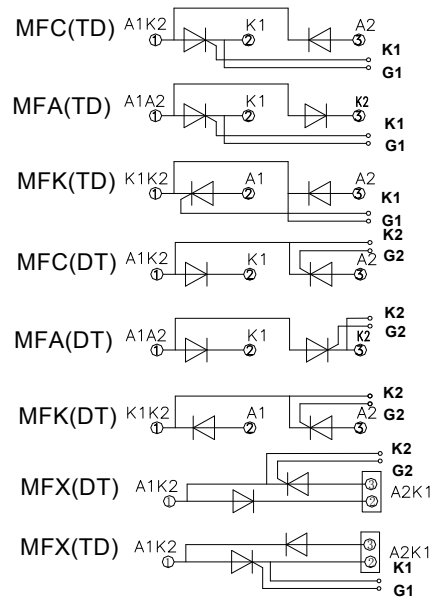 MFC(TD) A1K2 1 K1 2 A2 3
K1
G1
MFA(TD) A1A2 1 K1 2 K2 3
K1
G1
MFK(TD) K1K2 1 A1 2 A2 3
K1
G1
MFC(DT) A1K2 1 K1 2 A2 3
K2
G2
MFA(DT) A1A2 1 K1 2 K2 3
K2
G2
MFK(DT) K1K2 1 A1 2 A2 3
K2
G2
K2
G2
MFX(DT) A1K2 1 3 2 A2K1
MFX(TD) A1K2 1 3 2 A2K1
K1
G1